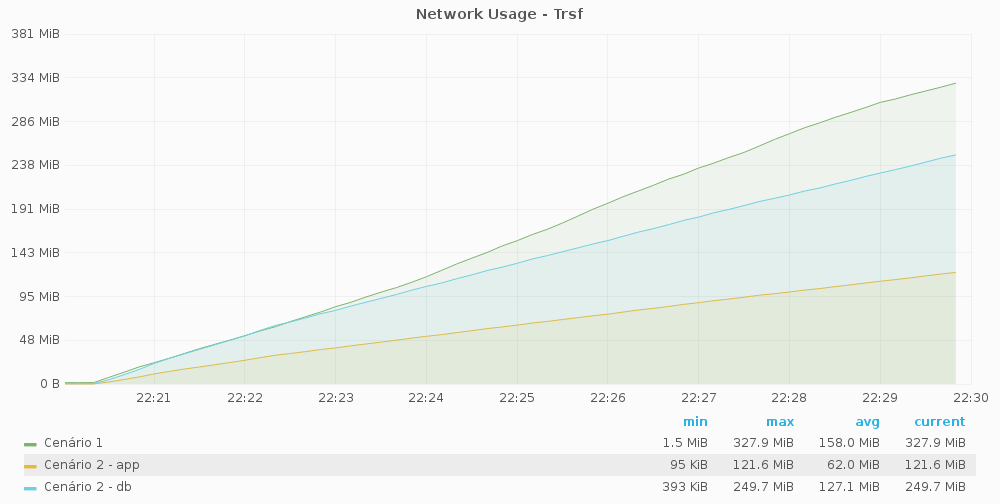 Network Usage - Trsf
381 MiB
334 MiB
286 MiB
238 MiB
191 MiB
143 MiB
95 MiB
48 MiB
0 B
22:21 22:22 22:23 22:24 22:25 22:26 22:27 22:28 22:29 22:30
min max avg current
Cenário 1 1.5 MiB 327.9 MiB 158.0 MiB 327.9 MiB
Cenário 2 - app 95 KiB 121.6 MiB 62.0 MiB 121.6 MiB
Cenário 2 - db 393 KiB 249.7 MiB 127.1 MiB 249.7 MiB